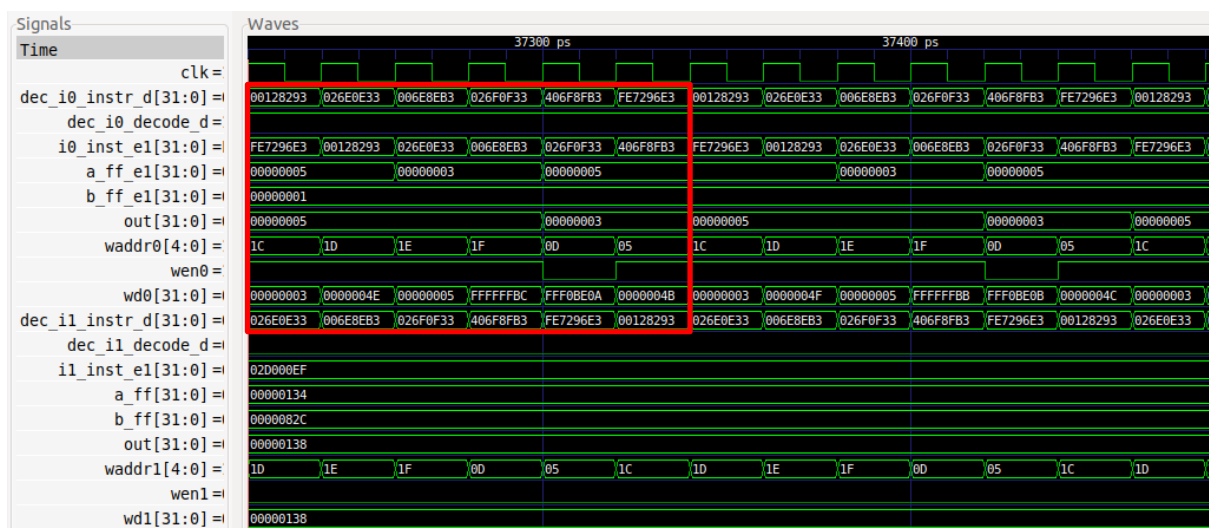 Signals Waves
Time 37300 ps 37400 ps
clk=
dec_i0_instr_d[31:0]= 00128293 026E0E33 006E8EB3 026F0F33 406F8FB3 FE7296E3 00128293 026E0E33 006E8EB3 026F0F33 406F8FB3 FE7296E3 00128293
dec_i0_decode_d=
i0_inst_e1[31:0]= FE7296E3 00128293 026E0E33 006E8EB3 026F0F33 406F8FB3 FE7296E3 00128293 026E0E33 006E8EB3 026F0F33 406F8FB3 FE7296E3
a_ff_e1[31:0]= 00000005 00000003 00000005 00000003 00000005
b_ff_e1[31:0]= 00000001
out[31:0]= 00000005 00000003 00000005 00000003 00000005
waddr0[4:0]= 1C 1D 1E 1F 0D 05 1C 1D 1E 1F 0D 05 1C
wen0=
wd0[31:0]= 00000003 0000004E 00000005 FFFFFFBC FFF0BE0A 0000004B 00000003 0000004F 00000005 FFFFFFBB FFF0BE0B 0000004C 00000003
dec_i1_instr_d[31:0]= 026E0E33 006E8EB3 026F0F33 406F8FB3 FE7296E3 00128293 026E0E33 006E8EB3 026F0F33 406F8FB3 FE7296E3 00128293 026E0E33
dec_i1_decode_d=
i1_inst_e1[31:0]= 02D000EF
a_ff[31:0]= 00000134
b_ff[31:0]= 0000082C
out[31:0]= 00000138
waddr1[4:0]= 1D 1E 1F 0D 05 1C 1D 1E 1F 0D 05 1C 1D
wen1=
wd1[31:0]= 00000138